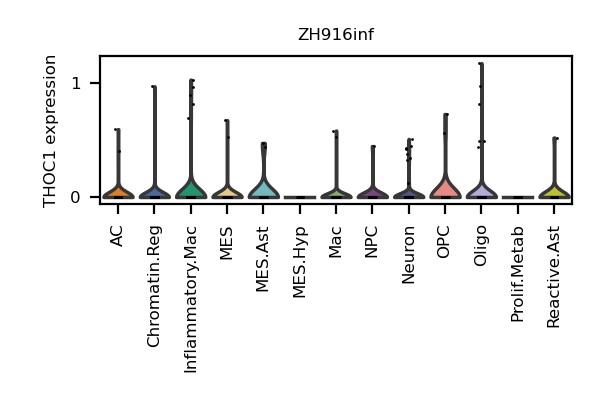 ZH916inf
THOC1 expression
1
0
AC
Chromatin.Reg
Inflammatory.Mac
MES
MES.Ast
MES.Hyp
Mac
NPC
Neuron
OPC
Oligo
Prolif.Metab
Reactive.Ast